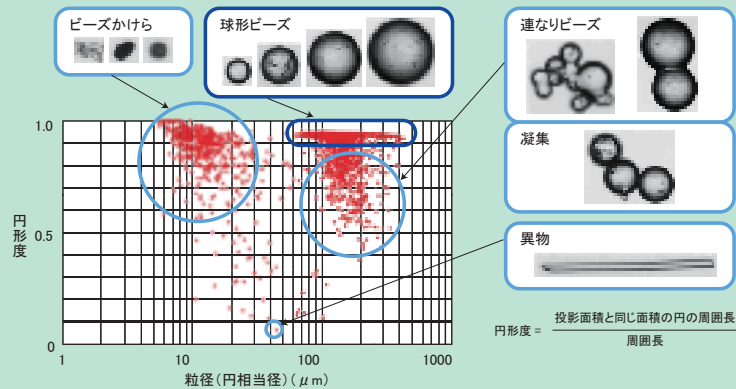 ビーズかけら
球形ビーズ
連なりビーズ
凝集
異物
円形度
1.0
0.5
0
1
10
100
1000
粒径(円相当径)(μm)
円形度 = 投影面積と同じ面積の円の周囲長
周囲長